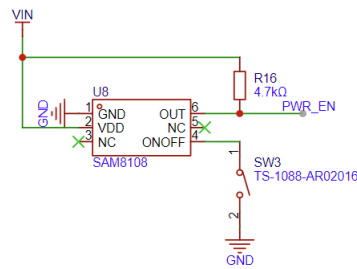 VIN
U8
R16
4.7kΩ
PWR_EN
GND
1
GND
OUT
6
2
VDD
NC
5
3
NC
ONOFF
4
SAM8108
1
SW3
TS-1088-AR02016
2
GND